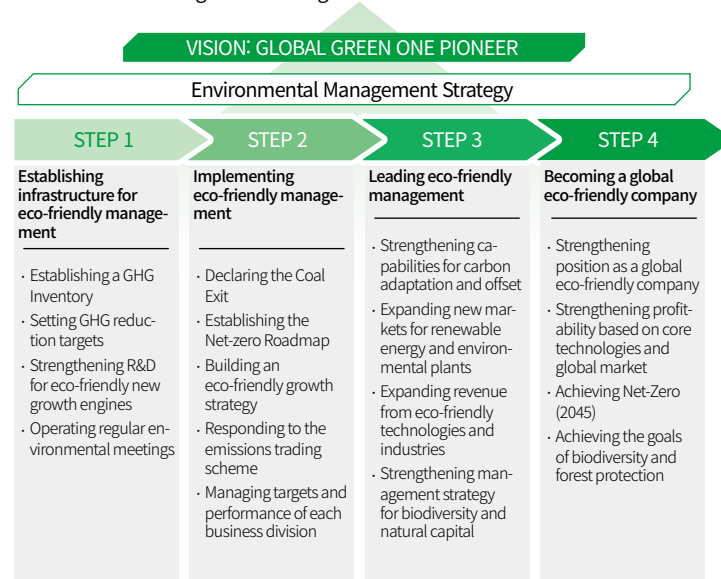 VISION: GLOBAL GREEN ONE PIONEER
Environmental Management Strategy
STEP 1
Establishing
infrastructure for
eco-friendly manage-
ment
· Establishing a GHG
Inventory
· Setting GHG reduc-
tion targets
· Strengthening R&D
for eco-friendly new
growth engines
· Operating regular en-
vironmental meetings
STEP 2
Implementing
eco-friendly manage-
ment
· Declaring the Coal
Exit
· Establishing the
Net-zero Roadmap
· Building an
eco-friendly growth
strategy
· Responding to the
emissions trading
scheme
· Managing targets and
performance of each
business division
STEP 3
Leading eco-friendly
management
· Strengthening ca-
pabilities for carbon
adaptation and offset
· Expanding new mar-
kets for renewable
energy and environ-
mental plants
· Expanding revenue
from eco-friendly
technologies and
industries
· Strengthening man-
agement strategy
for biodiversity and
natural capital
STEP 4
Becoming a global
eco-friendly company
· Strengthening
position as a global
eco-friendly company
· Strengthening profit-
ability based on core
technologies and
global market
· Achieving Net-Zero
(2045)
· Achieving the goals
of biodiversity and
forest protection